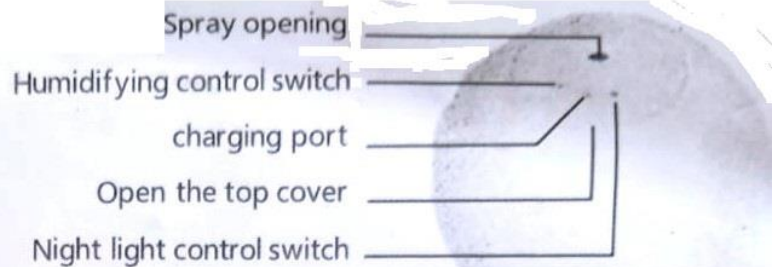 Spray opening
Humidifying control switch
charging port
Open the top cover
Night light control switch